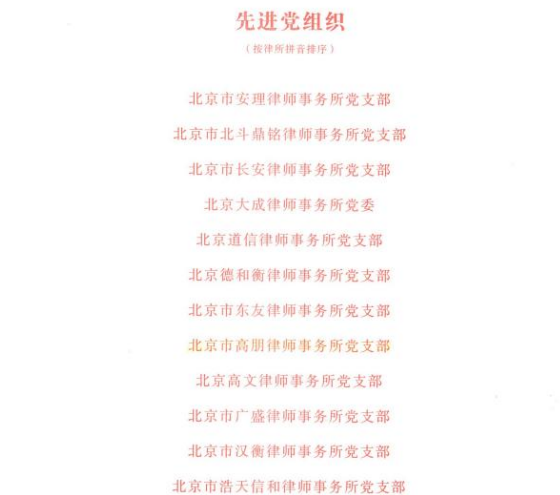 先进党组织
(按律所拼音排序)
北京市安理律师事务所党支部
北京市北斗鼎铭律师事务所党支部
北京市长安律师事务所党支部
北京大成律师事务所党委
北京道信律师事务所党支部
北京德和衡律师事务所党支部
北京市东友律师事务所党支部
北京市高朋律师事务所党支部
北京高文律师事务所党支部
北京市广盛律师事务所党支部
北京市汉衡律师事务所党支部
北京市浩天信和律师事务所党支部